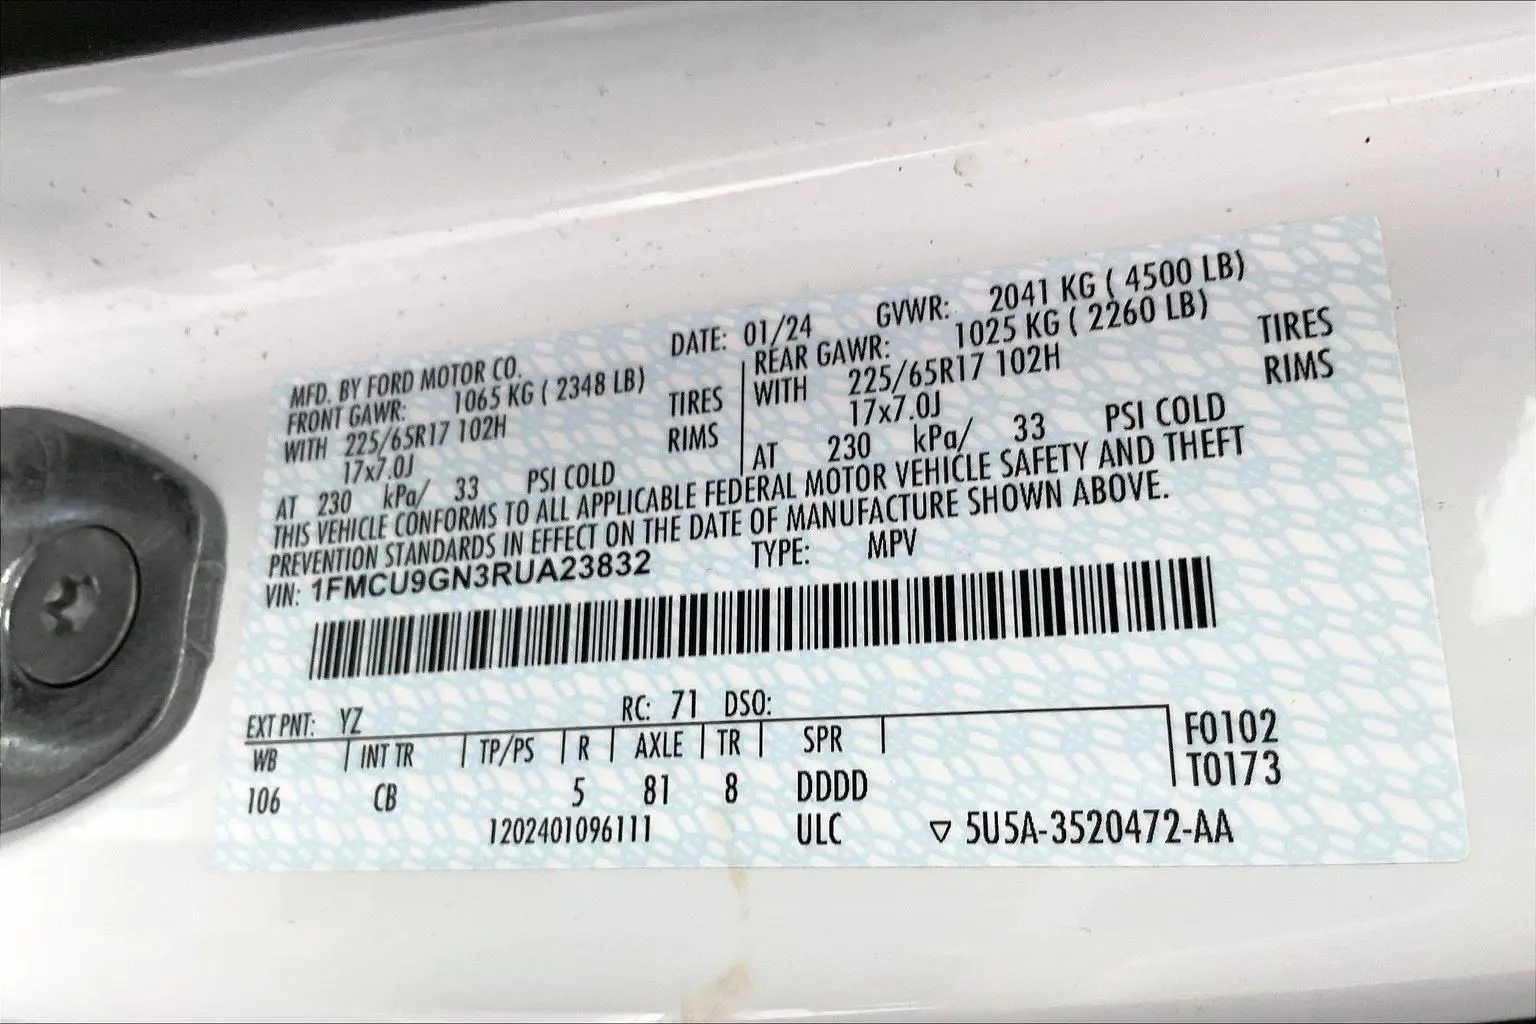 MFD. BY FORD MOTOR CO. DATE: 01/24 GVWR: 2041 KG ( 4500 LB)
FRONT GAWR: 1065 KG ( 2348 LB) REAR GAWR: 1025 KG ( 2260 LB)
WITH 225/65R17 102H TIRES WITH 225/65R17 102H TIRES
17x7.0J RIMS 17x7.0J RIMS
AT 230 kPa/ 33 PSI COLD AT 230 kPa/ 33 PSI COLD
THIS VEHICLE CONFORMS TO ALL APPLICABLE FEDERAL MOTOR VEHICLE SAFETY AND THEFT
PREVENTION STANDARDS IN EFFECT ON THE DATE OF MANUFACTURE SHOWN ABOVE.
VIN: 1FMCU9GN3RUA23832 TYPE: MPV
EXT PNT: YZ RC: 71 DSO:
WB INT TR TP/PS R AXLE TR SPR F0102
T0173
106 CB 5 81 8 DDDD
1202401096111 ULC ▽ 5U5A-3520472-AA